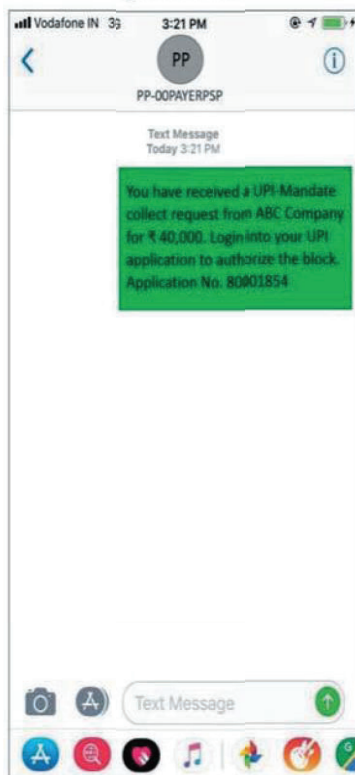 Vodafone IN 3G 3:21 PM
PP
PP-00PAYERPSP
Text Message
Today 3:21 PM
You have received a UPI-Mandate
collect request from ABC Company
for ₹ 40,000. Login into your UPI
application to authorize the block.
Application No. 80001854
Text Message